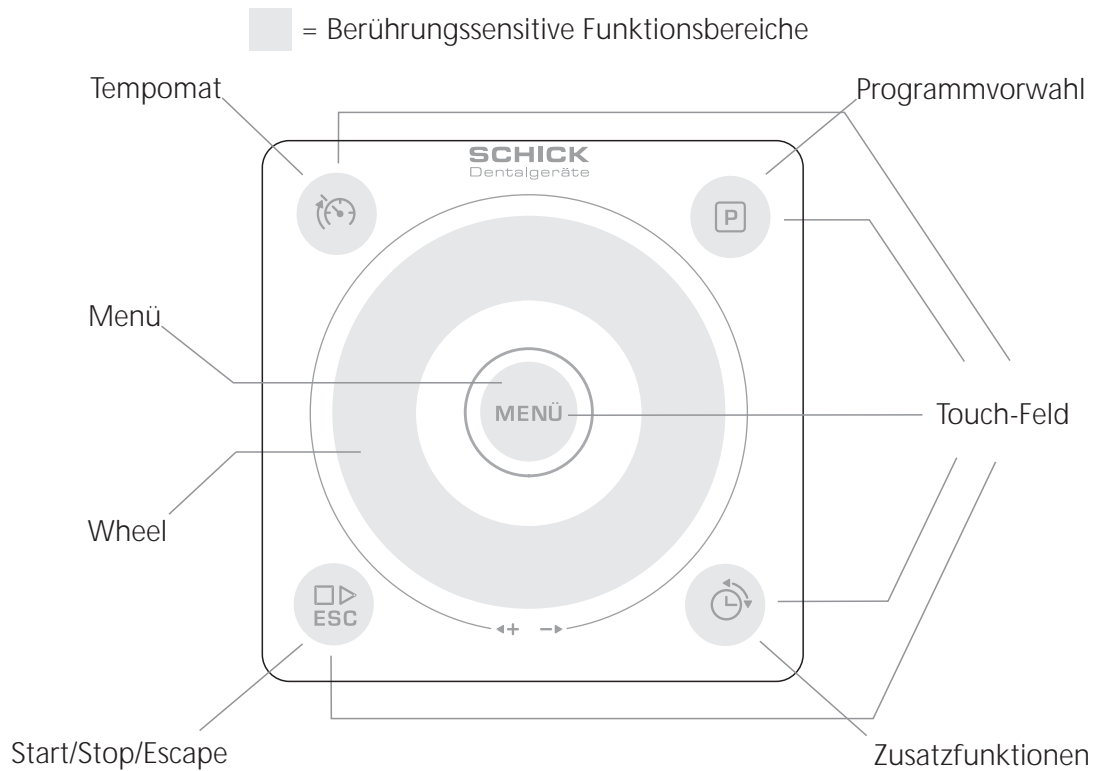 = Berührungssensitive Funktionsbereiche
Tempomat
Programmvorwahl
SCHICK
Dentalgeräte
P
Menü
MENÜ
Touch-Feld
Wheel
ESC
+ −
Start/Stop/Escape
Zusatzfunktionen